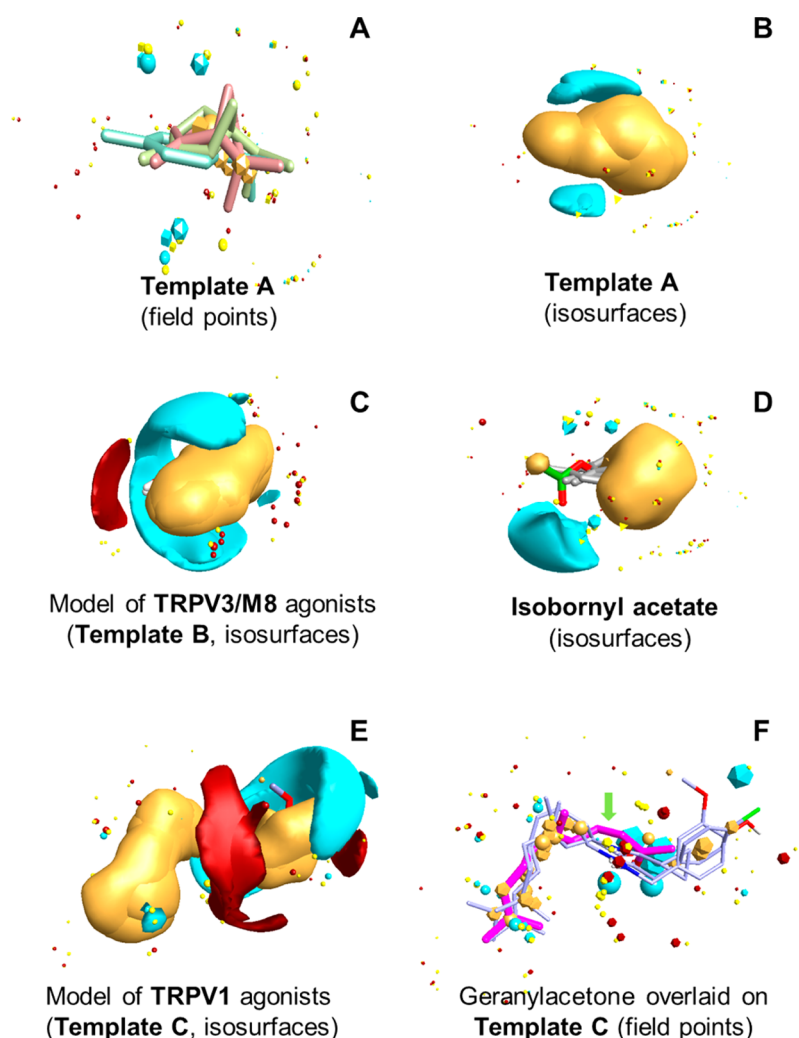 A
B
Template A
(field points)
Template A
(isosurfaces)
C
D
Model of TRPV3/M8 agonists
(Template B, isosurfaces)
Isobornyl acetate
(isosurfaces)
E
F
Model of TRPV1 agonists
(Template C, isosurfaces)
Geranylacetone overlaid on
Template C (field points)